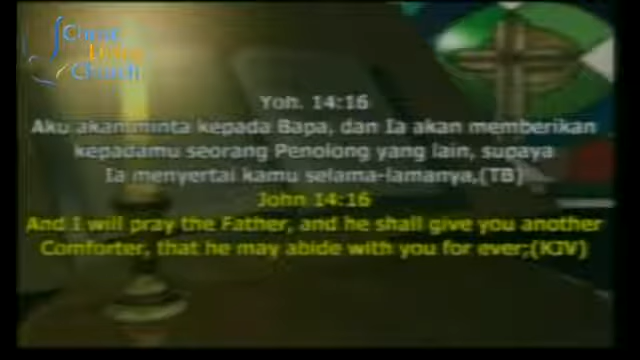 Christ
Church
Yoh. 14:16
Aku akan minta kepada Bapa, dan Ia akan memberikan
kepadamu seorang Penolong yang lain, supaya
Ia menyertai kamu selama-lamanya,(TB)
John 14:16
And I will pray the Father, and he shall give you another
Comforter, that he may abide with you for ever;(KJV)